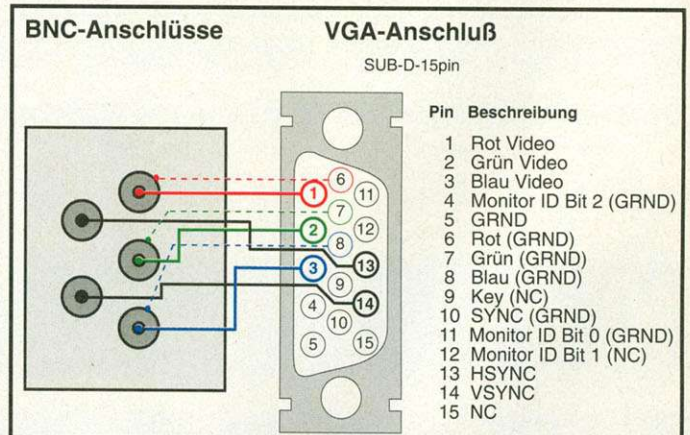 BNC-Anschlüsse
VGA-Anschluß
SUB-D-15pin
Pin Beschreibung
1 Rot Video
2 Grün Video
3 Blau Video
4 Monitor ID Bit 2 (GRND)
5 GRND
6 Rot (GRND)
7 Grün (GRND)
8 Blau (GRND)
9 Key (NC)
10 SYNC (GRND)
11 Monitor ID Bit 0 (GRND)
12 Monitor ID Bit 1 (NC)
13 HSYNC
14 VSYNC
15 NC
6
1
11
7
2
12
8
3
13
9
4
14
10
5
15